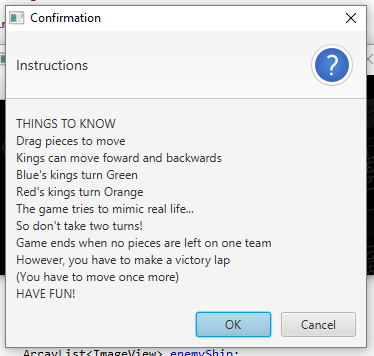 Confirmation
Instructions
?
THINGS TO KNOW
Drag pieces to move
Kings can move foward and backwards
Blue's kings turn Green
Red's kings turn Orange
The game tries to mimic real life...
So don't take two turns!
Game ends when no pieces are left on one team
However, you have to make a victory lap
(You have to move once more)
HAVE FUN!
OK
Cancel
ArrayList<ImageView> enemyShip;